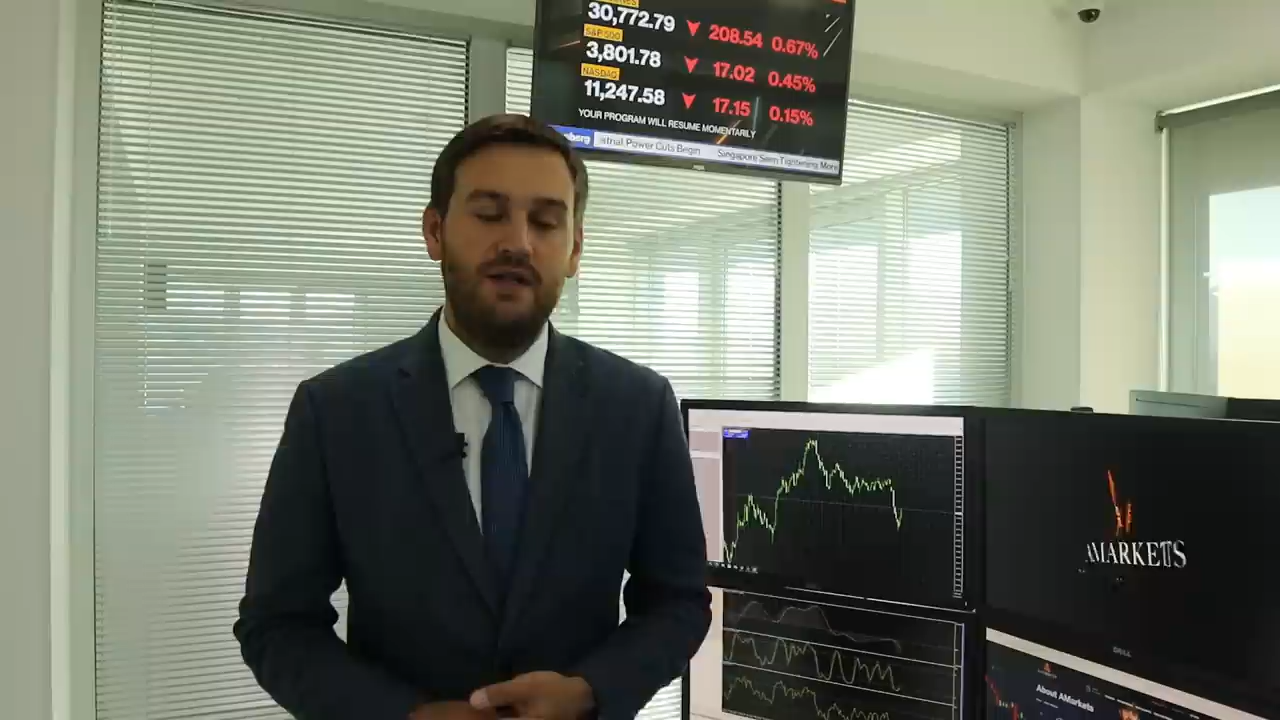 30,772.79 208.54 0.67%
S&P 500
3,801.78 17.02 0.45%
NASDAQ
11,247.58 17.15 0.15%
YOUR PROGRAM WILL RESUME MOMENTARILY
Power Cuts Begin Singapore Seen Tightening More
AMARKETS
DELL
About AMarkets